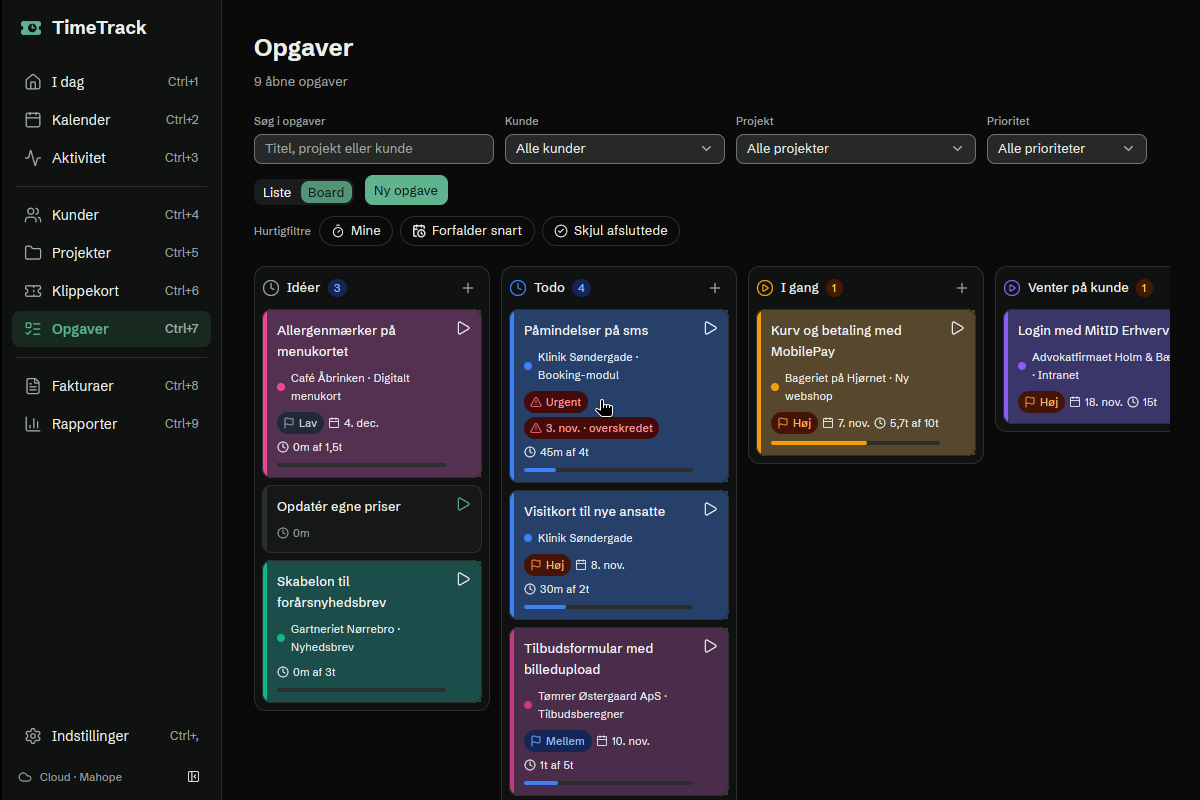 TimeTrack
I dag Ctrl+1
Kalender Ctrl+2
Aktivitet Ctrl+3
Kunder Ctrl+4
Projekter Ctrl+5
Klippekort Ctrl+6
Opgaver Ctrl+7
Fakturaer Ctrl+8
Rapporter Ctrl+9
Indstillinger Ctrl+,
Cloud · Mahope
Opgaver
9 åbne opgaver
Søg i opgaver
Titel, projekt eller kunde
Kunde
Alle kunder
Projekt
Alle projekter
Prioritet
Alle prioriteter
Liste
Board
Ny opgave
Hurtigfiltre
Mine
Forfalder snart
Skjul afsluttede
Idéer 3
Allergenmærker på
menukortet
Café Åbrinken · Digitalt
menukort
Lav 4. dec.
0m af 1,5t
Opdatér egne priser
0m
Skabelon til
forårsnyhedsbrev
Gartneriet Nørrebro ·
Nyhedsbrev
0m af 3t
Todo 4
Påmindelser på sms
Klinik Søndergade ·
Booking-modul
Urgent
3. nov. · overskredet
45m af 4t
Visitkort til nye ansatte
Klinik Søndergade
Høj 8. nov.
30m af 2t
Tilbudsformular med
billedupload
Tømrer Østergaard ApS ·
Tilbudsberegner
Mellem 10. nov.
1t af 5t
I gang 1
Kurv og betaling med
MobilePay
Bageriet på Hjørnet · Ny
webshop
Høj 7. nov. 5,7t af 10t
Venter på kunde 1
Login med MitID Erhverv
Advokatfirmaet Holm & Bæ
· Intranet
Høj 18. nov. 15t